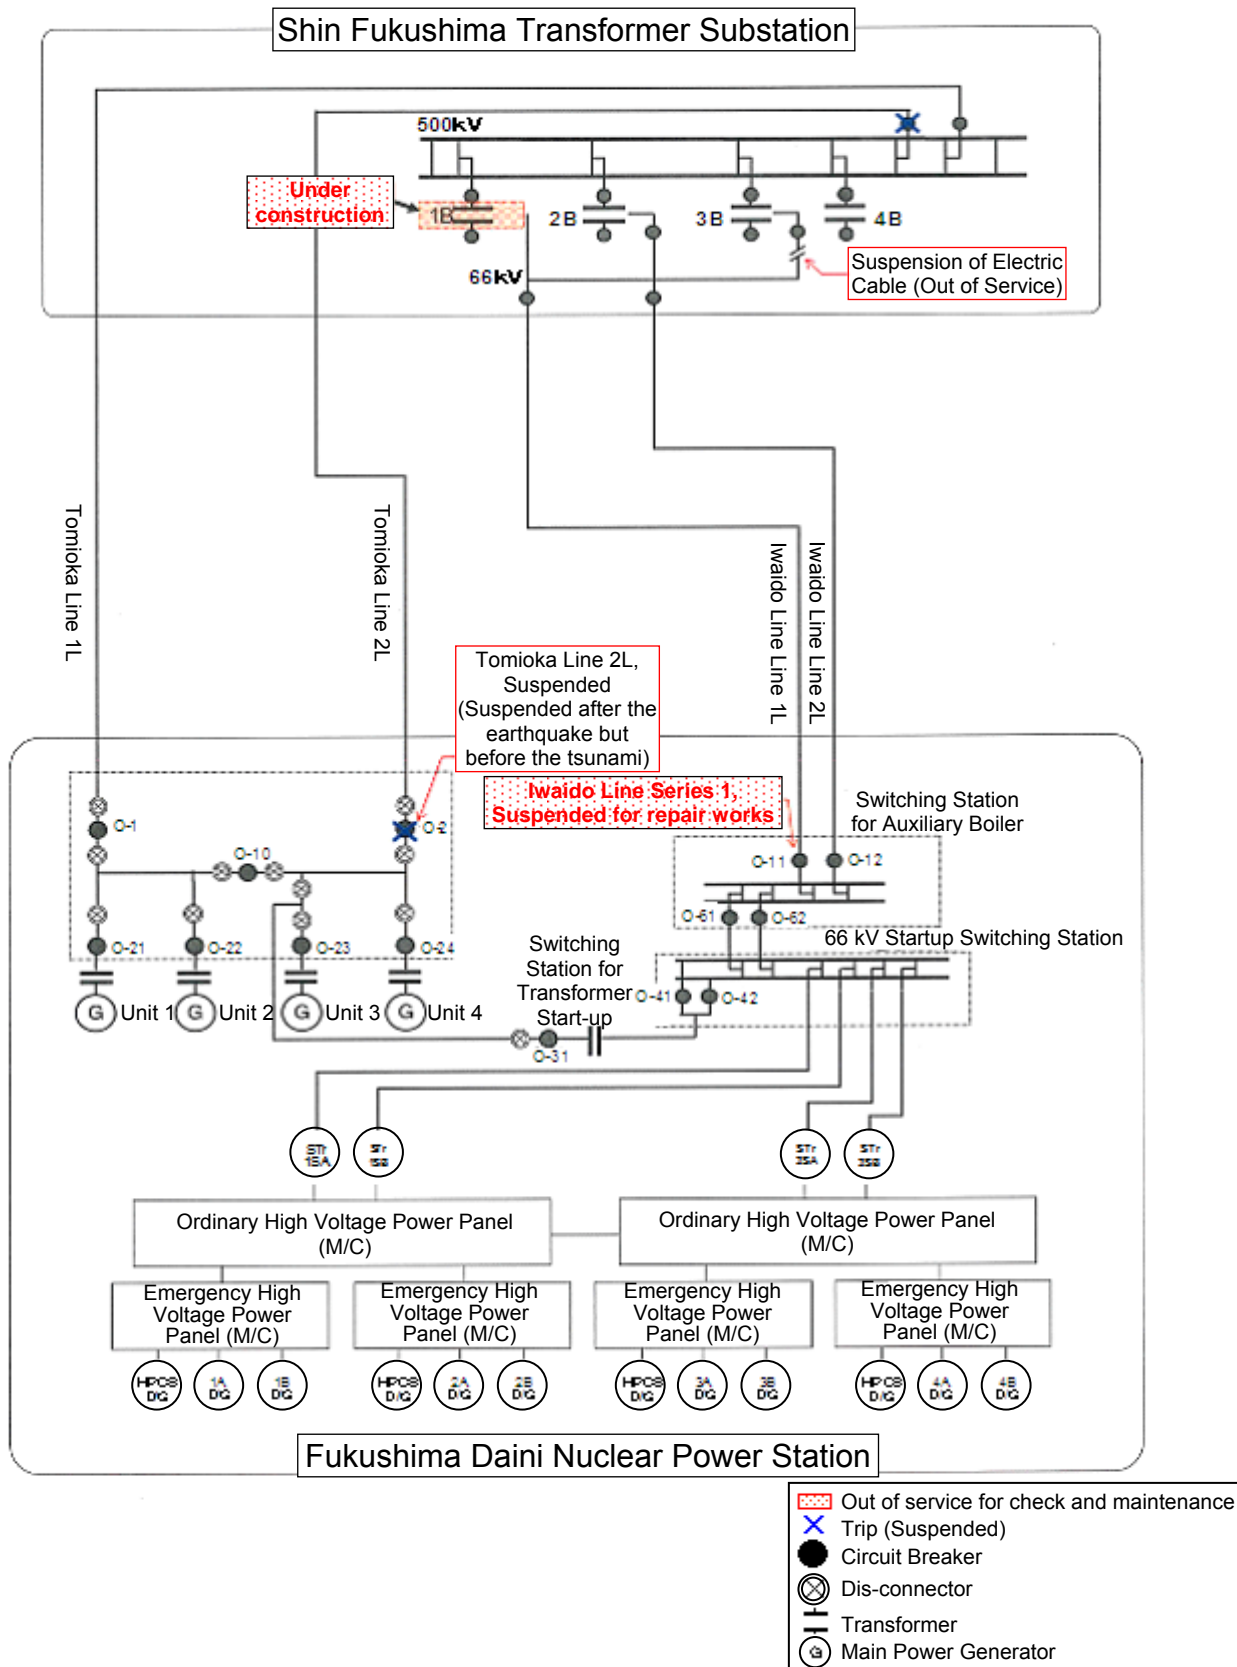 Shin Fukushima Transformer Substation
500kV
Under
construction
1B
2B
3B
4B
66kV
Suspension of Electric
Cable (Out of Service)
Tomioka Line 1L
Tomioka Line 2L
Iwaido Line Line 1L
Iwaido Line Line 2L
Tomioka Line 2L,
Suspended
(Suspended after the
earthquake but
before the tsunami)
Iwaido Line Series 1,
Suspended for repair works
Switching Station
for Auxiliary Boiler
O-1
O-2
O-10
O-11
O-12
O-61
O-62
O-21
O-22
O-23
O-24
66 kV Startup Switching Station
Switching
Station for
Transformer
Start-up
O-41
O-42
G Unit 1
G Unit 2
G Unit 3
G Unit 4
O-31
STr
1SA
STr
1SB
STr
3SA
STr
3SB
Ordinary High Voltage Power Panel
(M/C)
Ordinary High Voltage Power Panel
(M/C)
Emergency High
Voltage Power
Panel (M/C)
Emergency High
Voltage Power
Panel (M/C)
Emergency High
Voltage Power
Panel (M/C)
Emergency High
Voltage Power
Panel (M/C)
HPCS
D/G
1A
D/G
1B
D/G
HPCS
D/G
2A
D/G
2B
D/G
HPCS
D/G
3A
D/G
3B
D/G
HPCS
D/G
4A
D/G
4B
D/G
Fukushima Daini Nuclear Power Station
Out of service for check and maintenance
Trip (Suspended)
Circuit Breaker
Dis-connector
Transformer
G Main Power Generator